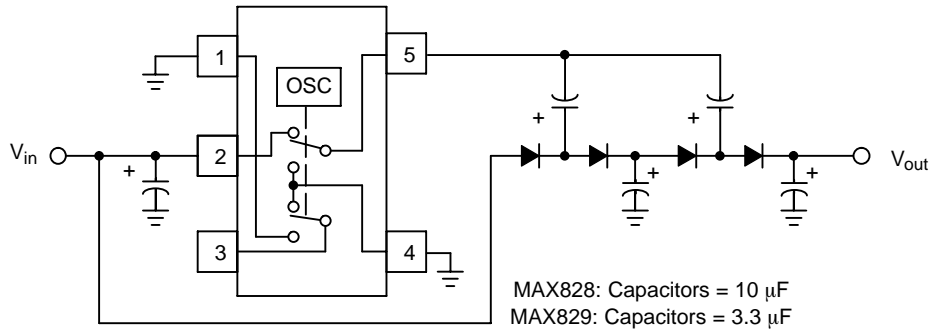 1
5
OSC
V_in
2
+
3
4
+
+
+
+
V_out
MAX828: Capacitors = 10 μF
MAX829: Capacitors = 3.3 μF